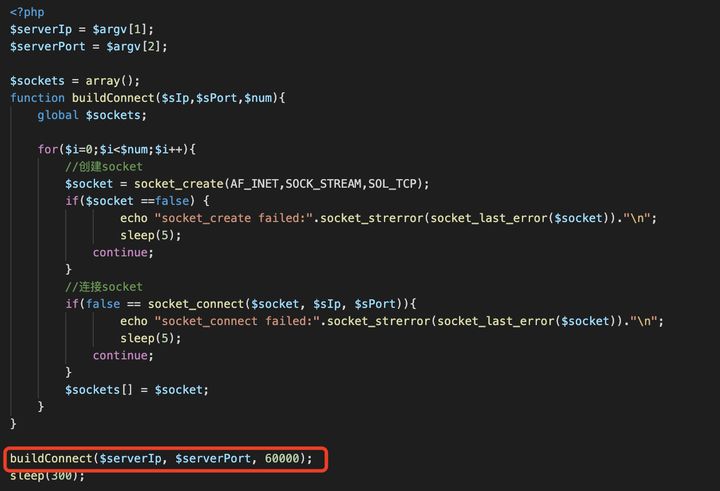 <?php
$serverIp = $argv[1];
$serverPort = $argv[2];
$sockets = array();
function buildConnect($sIp,$sPort,$num){
global $sockets;
for($i=0;$i<$num;$i++){
//创建socket
$socket = socket_create(AF_INET,SOCK_STREAM,SOL_TCP);
if($socket ==false) {
echo "socket_create failed:".socket_strerror(socket_last_error($socket))."\n";
sleep(5);
continue;
}
//连接socket
if(false == socket_connect($socket, $sIp, $sPort)){
echo "socket_connect failed:".socket_strerror(socket_last_error($socket))."\n";
sleep(5);
continue;
}
$sockets[] = $socket;
}
}
buildConnect($serverIp, $serverPort, 60000);
sleep(300);